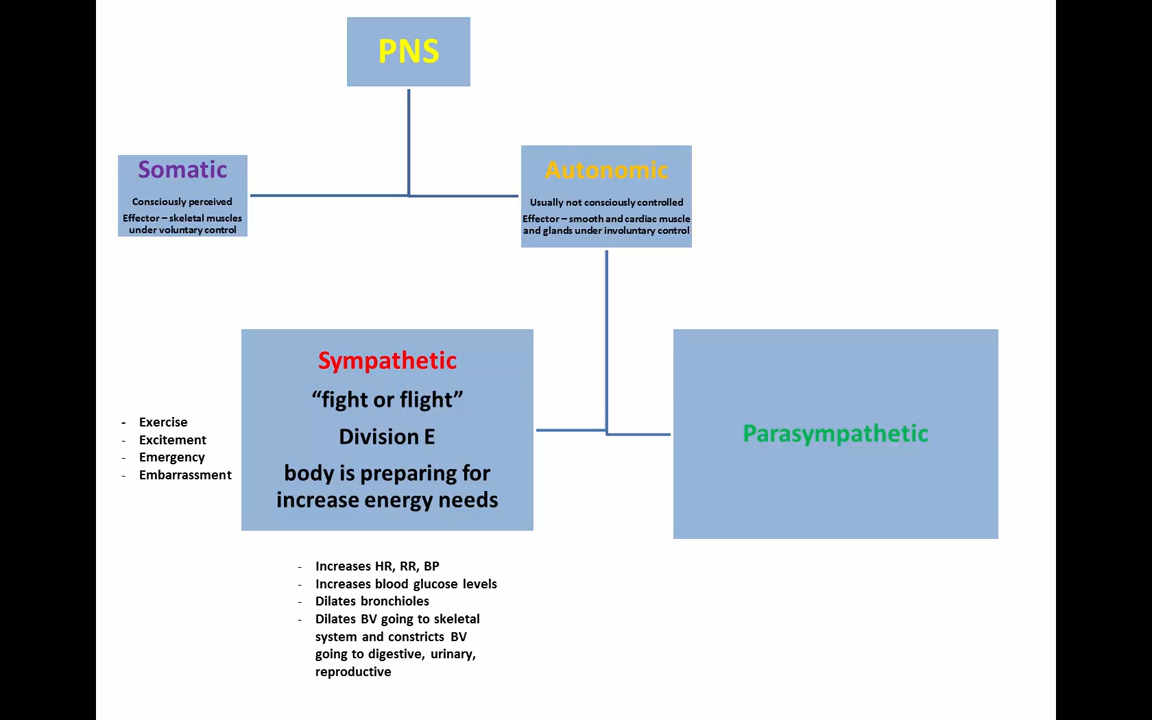 PNS
Somatic
Consciously perceived
Effector – skeletal muscles
under voluntary control
Autonomic
Usually not consciously controlled
Effector – smooth and cardiac muscle
and glands under involuntary control
Sympathetic
“fight or flight”
Division E
body is preparing for
increase energy needs
- Exercise
- Excitement
- Emergency
- Embarrassment
Parasympathetic
- Increases HR, RR, BP
- Increases blood glucose levels
- Dilates bronchioles
- Dilates BV going to skeletal
system and constricts BV
going to digestive, urinary,
reproductive